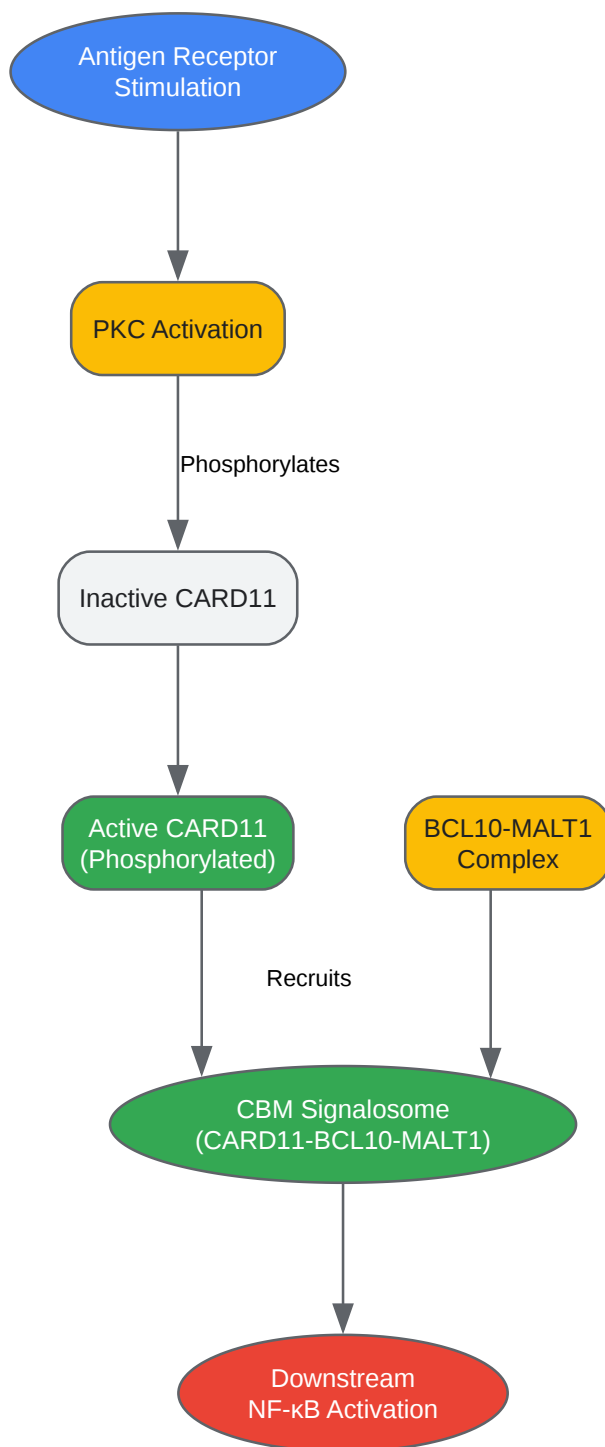 Antigen Receptor
Stimulation
PKC Activation
Phosphorylates
Inactive CARD11
Active CARD11
(Phosphorylated)
BCL10-MALT1
Complex
Recruits
CBM Signalosome
(CARD11-BCL10-MALT1)
Downstream
NF-κB Activation